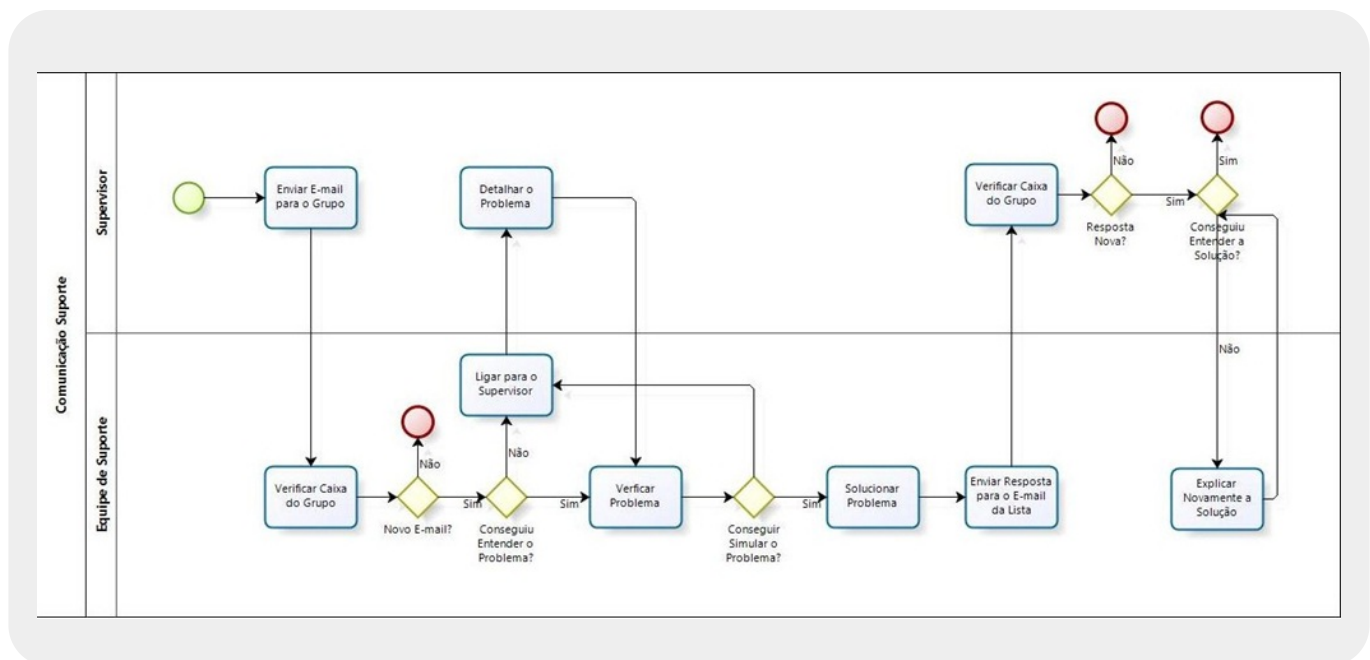 Comunicação Suporte
Supervisor
Enviar E-mail
para o Grupo
Detalhar o
Problema
Verificar Caixa
do Grupo
Não
Resposta
Nova?
Sim
Sim
Conseguiu
Entender a
Solução?
Não
Equipe de Suporte
Verificar Caixa
do Grupo
Não
Novo E-mail?
Sim
Ligar para o
Supervisor
Não
Conseguiu
Entender o
Problema?
Sim
Verficar
Problema
Conseguir
Simular o
Problema?
Sim
Solucionar
Problema
Enviar Resposta
para o E-mail
da Lista
Explicar
Novamente a
Solução